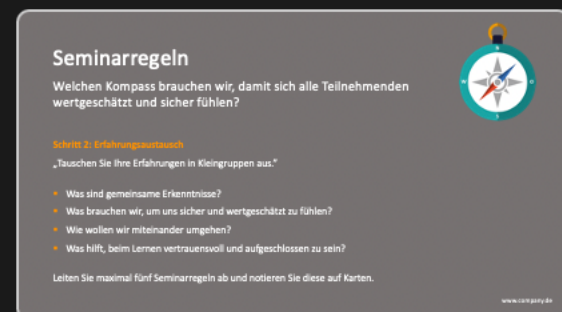 Seminarregeln
Welchen Kompass brauchen wir, damit sich alle Teilnehmenden
wertgeschätzt und sicher fühlen?
Schritt 2: Erfahrungsaustausch
„Tauschen Sie Ihre Erfahrungen in Kleingruppen aus.“
• Was sind gemeinsame Erkenntnisse?
• Was brauchen wir, um uns sicher und wertgeschätzt zu fühlen?
• Wie wollen wir miteinander umgehen?
• Was hilft, beim Lernen vertrauensvoll und aufgeschlossen zu sein?
Leiten Sie maximal fünf Seminarregeln ab und notieren Sie diese auf Karten.
www.company.de